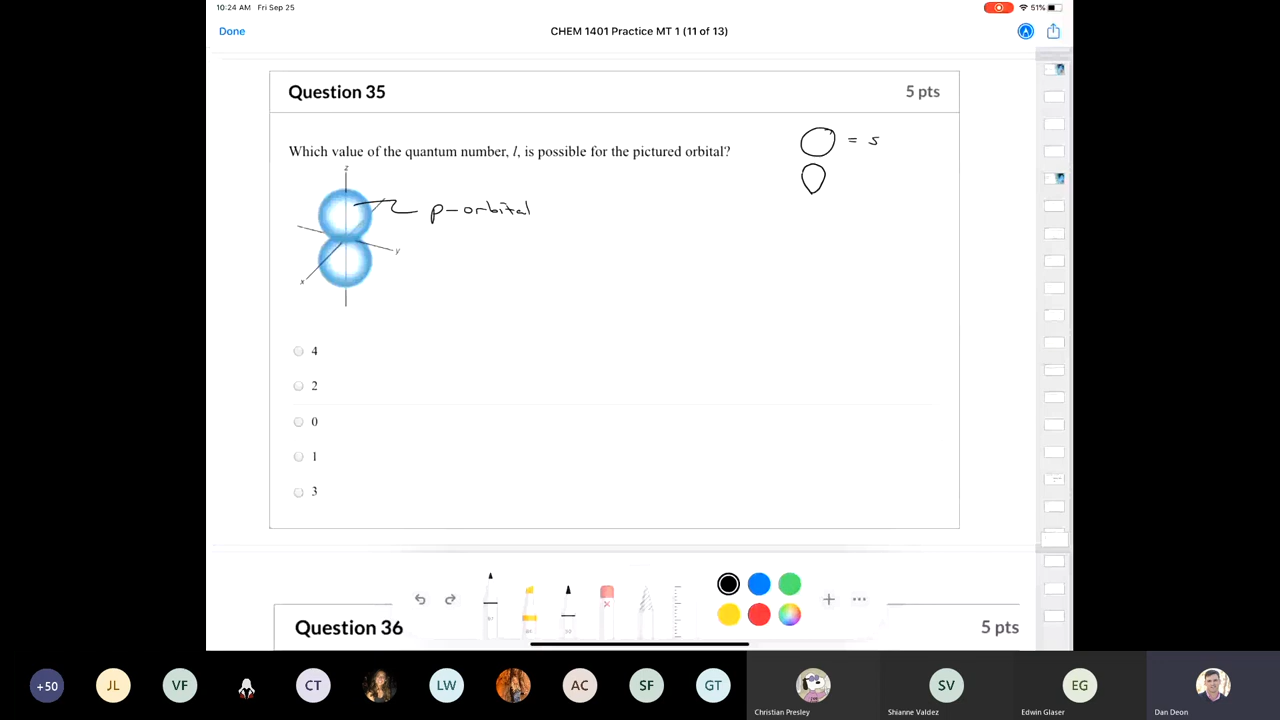 10:24 AM Fri Sep 25
51%
Done
CHEM 1401 Practice MT 1 (11 of 13)
Question 35
5 pts
Which value of the quantum number, l, is possible for the pictured orbital?
= s
z
p-orbital
y
x
4
2
0
1
3
Question 36
5 pts
+50
JL
VF
CT
LW
AC
SF
GT
SV
EG
Christian Presley
Shianne Valdez
Edwin Glaser
Dan Deon